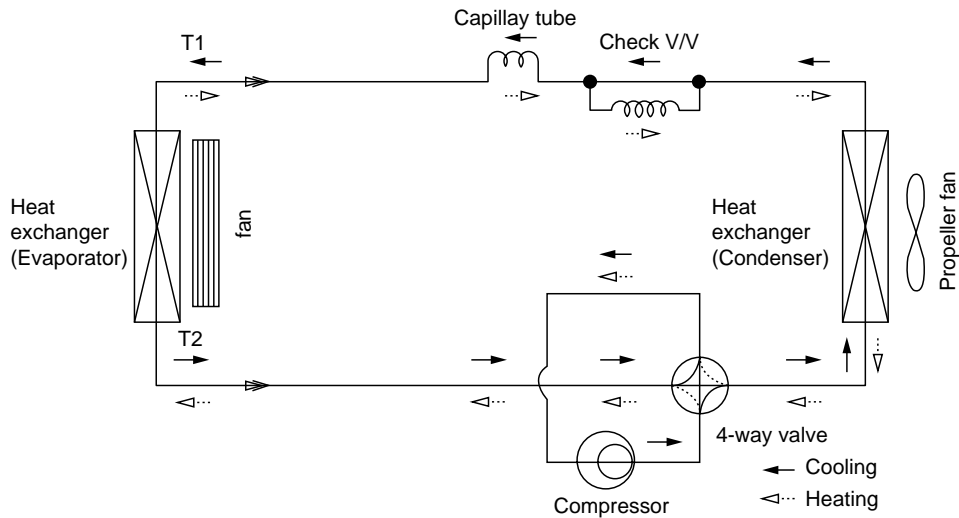 Capillay tube
T1
Check V/V
Heat
exchanger
(Evaporator)
fan
Heat
exchanger
(Condenser)
Propeller fan
T2
4-way valve
Cooling
Heating
Compressor